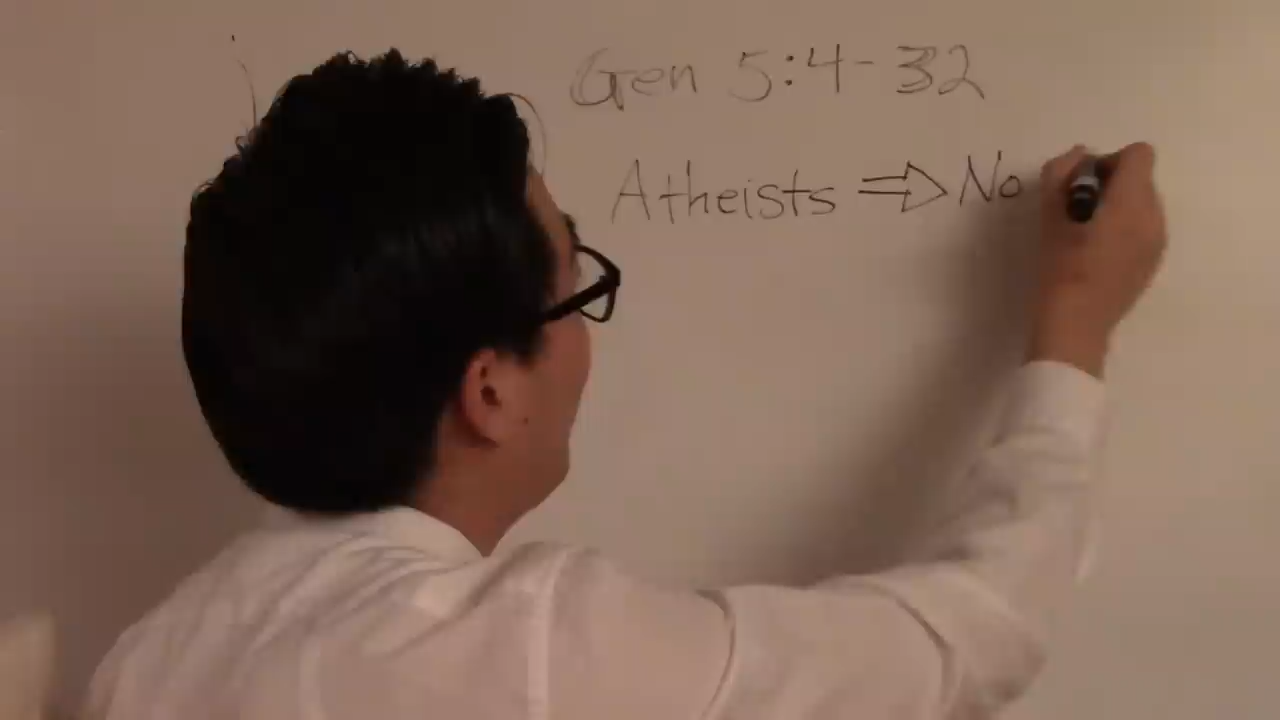 Gen 5:4-32
Atheists ⇒ No